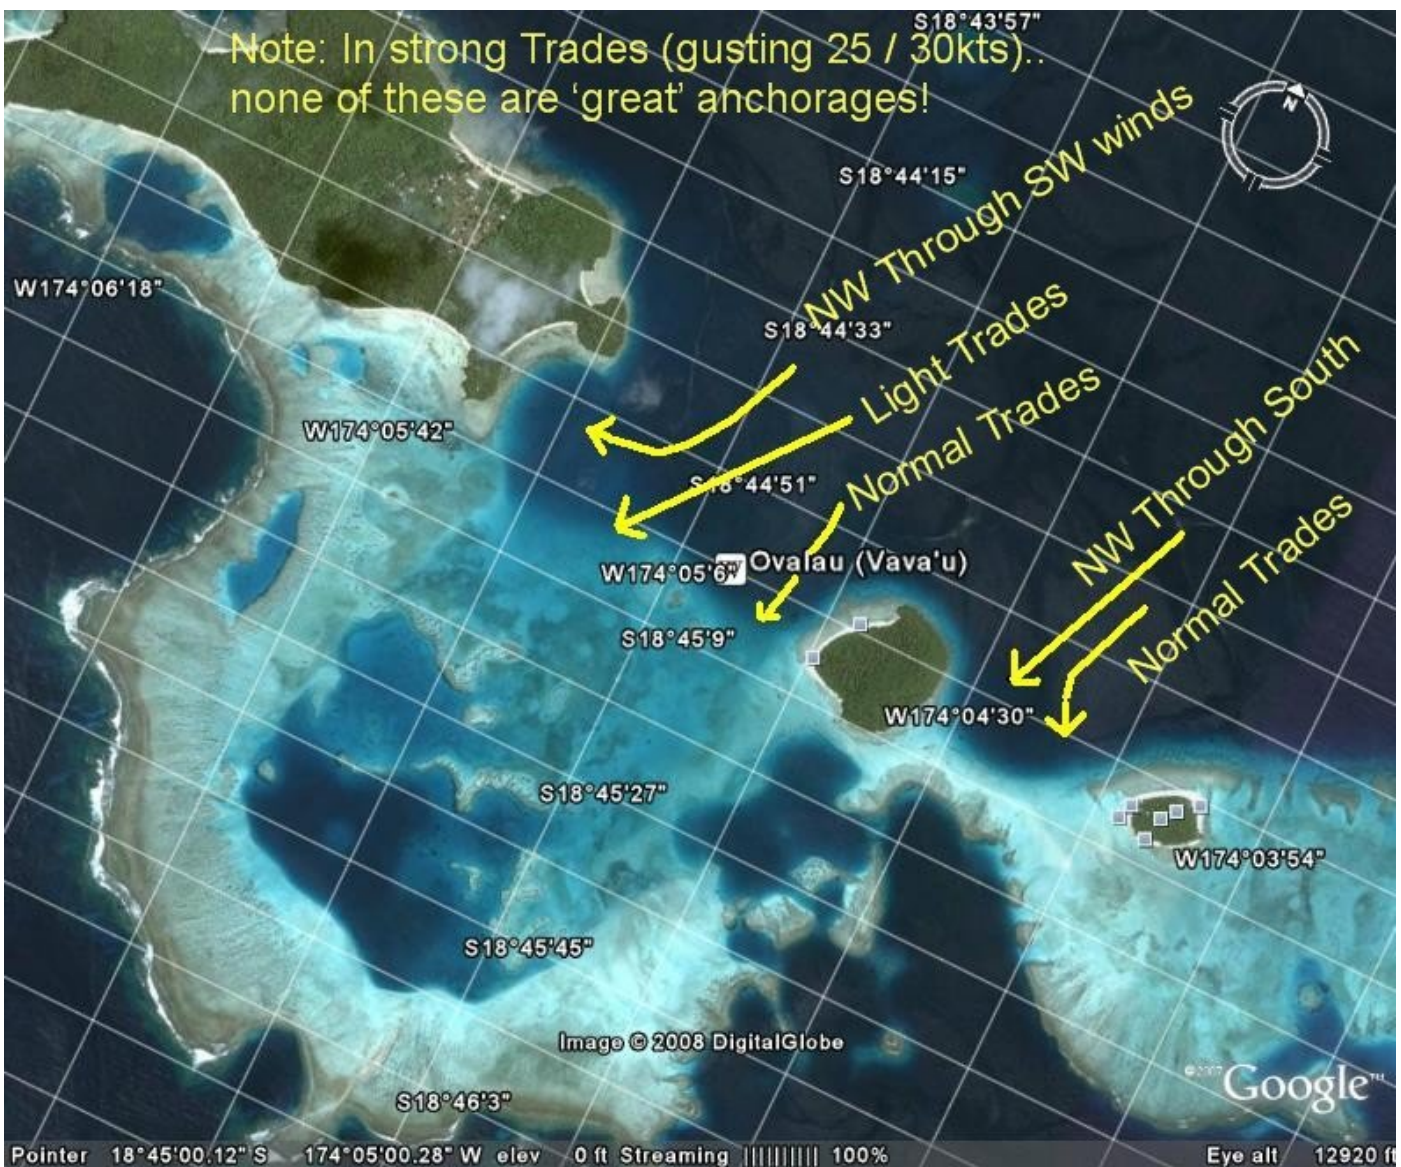 S18°43'57"
Note: In strong Trades (gusting 25 / 30kts)..
none of these are ‘great’ anchorages!
N
S18°44'15"
NW Through SW winds
W174°06'18"
S18°44'33"
Light Trades
Normal Trades
NW Through South
W174°05'42"
S18°44'51"
Normal Trades
Ovalau (Vava'u)
W174°05'6"
S18°45'9"
W174°04'30"
S18°45'27"
W174°03'54"
S18°45'45"
Image © 2008 DigitalGlobe
©2007 Google™
S18°46'3"
Pointer 18°45'00.12" S 174°05'00.28" W elev 0 ft Streaming |||||||||| 100% Eye alt 12920 ft